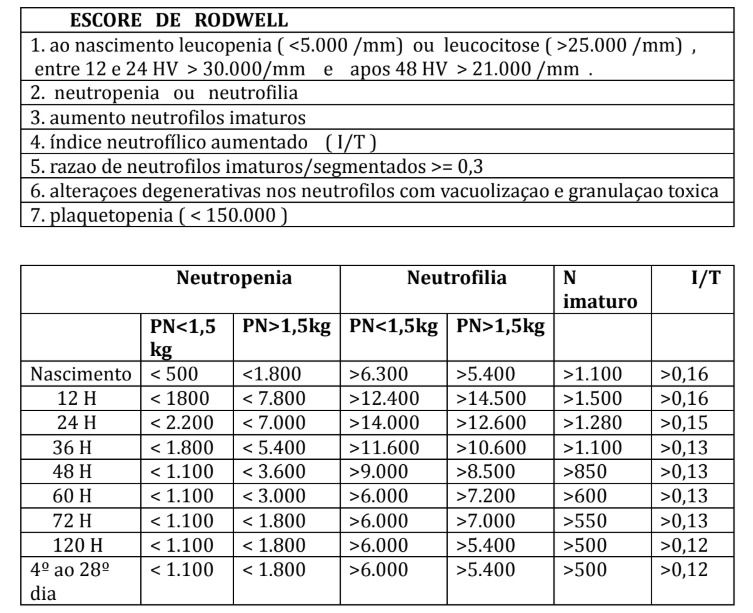 ESCORE DE RODWELL
1. ao nascimento leucopenia ( <5.000 /mm) ou leucocitose ( >25.000 /mm) ,
entre 12 e 24 HV > 30.000/mm e apos 48 HV > 21.000 /mm .
2. neutropenia ou neutrofilia
3. aumento neutrofilos imaturos
4. índice neutrofílico aumentado ( I/T )
5. razao de neutrofilos imaturos/segmentados >= 0,3
6. alteraçoes degenerativas nos neutrofilos com vacuolizaçao e granulaçao toxica
7. plaquetopenia ( < 150.000 )
Neutropenia Neutrofilia N I/T
imaturo
PN<1,5 PN>1,5kg PN<1,5kg PN>1,5kg
kg
Nascimento < 500 <1.800 >6.300 >5.400 >1.100 >0,16
12 H < 1800 < 7.800 >12.400 >14.500 >1.500 >0,16
24 H < 2.200 < 7.000 >14.000 >12.600 >1.280 >0,15
36 H < 1.800 < 5.400 >11.600 >10.600 >1.100 >0,13
48 H < 1.100 < 3.600 >9.000 >8.500 >850 >0,13
60 H < 1.100 < 3.000 >6.000 >7.200 >600 >0,13
72 H < 1.100 < 1.800 >6.000 >7.000 >550 >0,13
120 H < 1.100 < 1.800 >6.000 >5.400 >500 >0,12
4º ao 28º < 1.100 < 1.800 >6.000 >5.400 >500 >0,12
dia